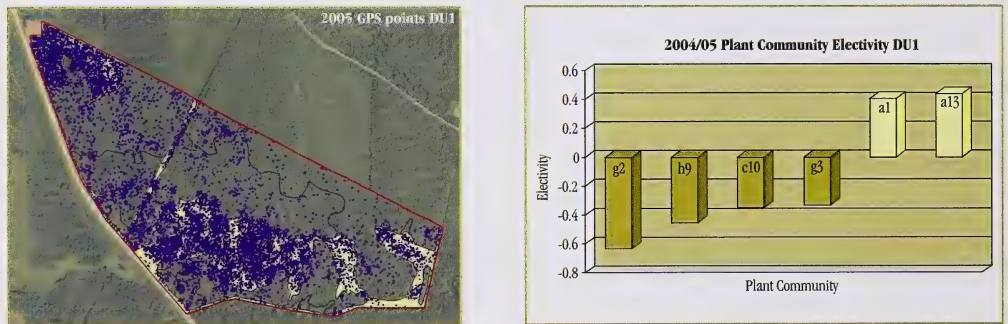 2005 GPS points DU1
2004/05 Plant Community Electivity DU1
0.6
0.4
0.2
0
-0.2
-0.4
-0.6
-0.8
Electivity
g2
h9
c10
g3
a1
a13
Plant Community